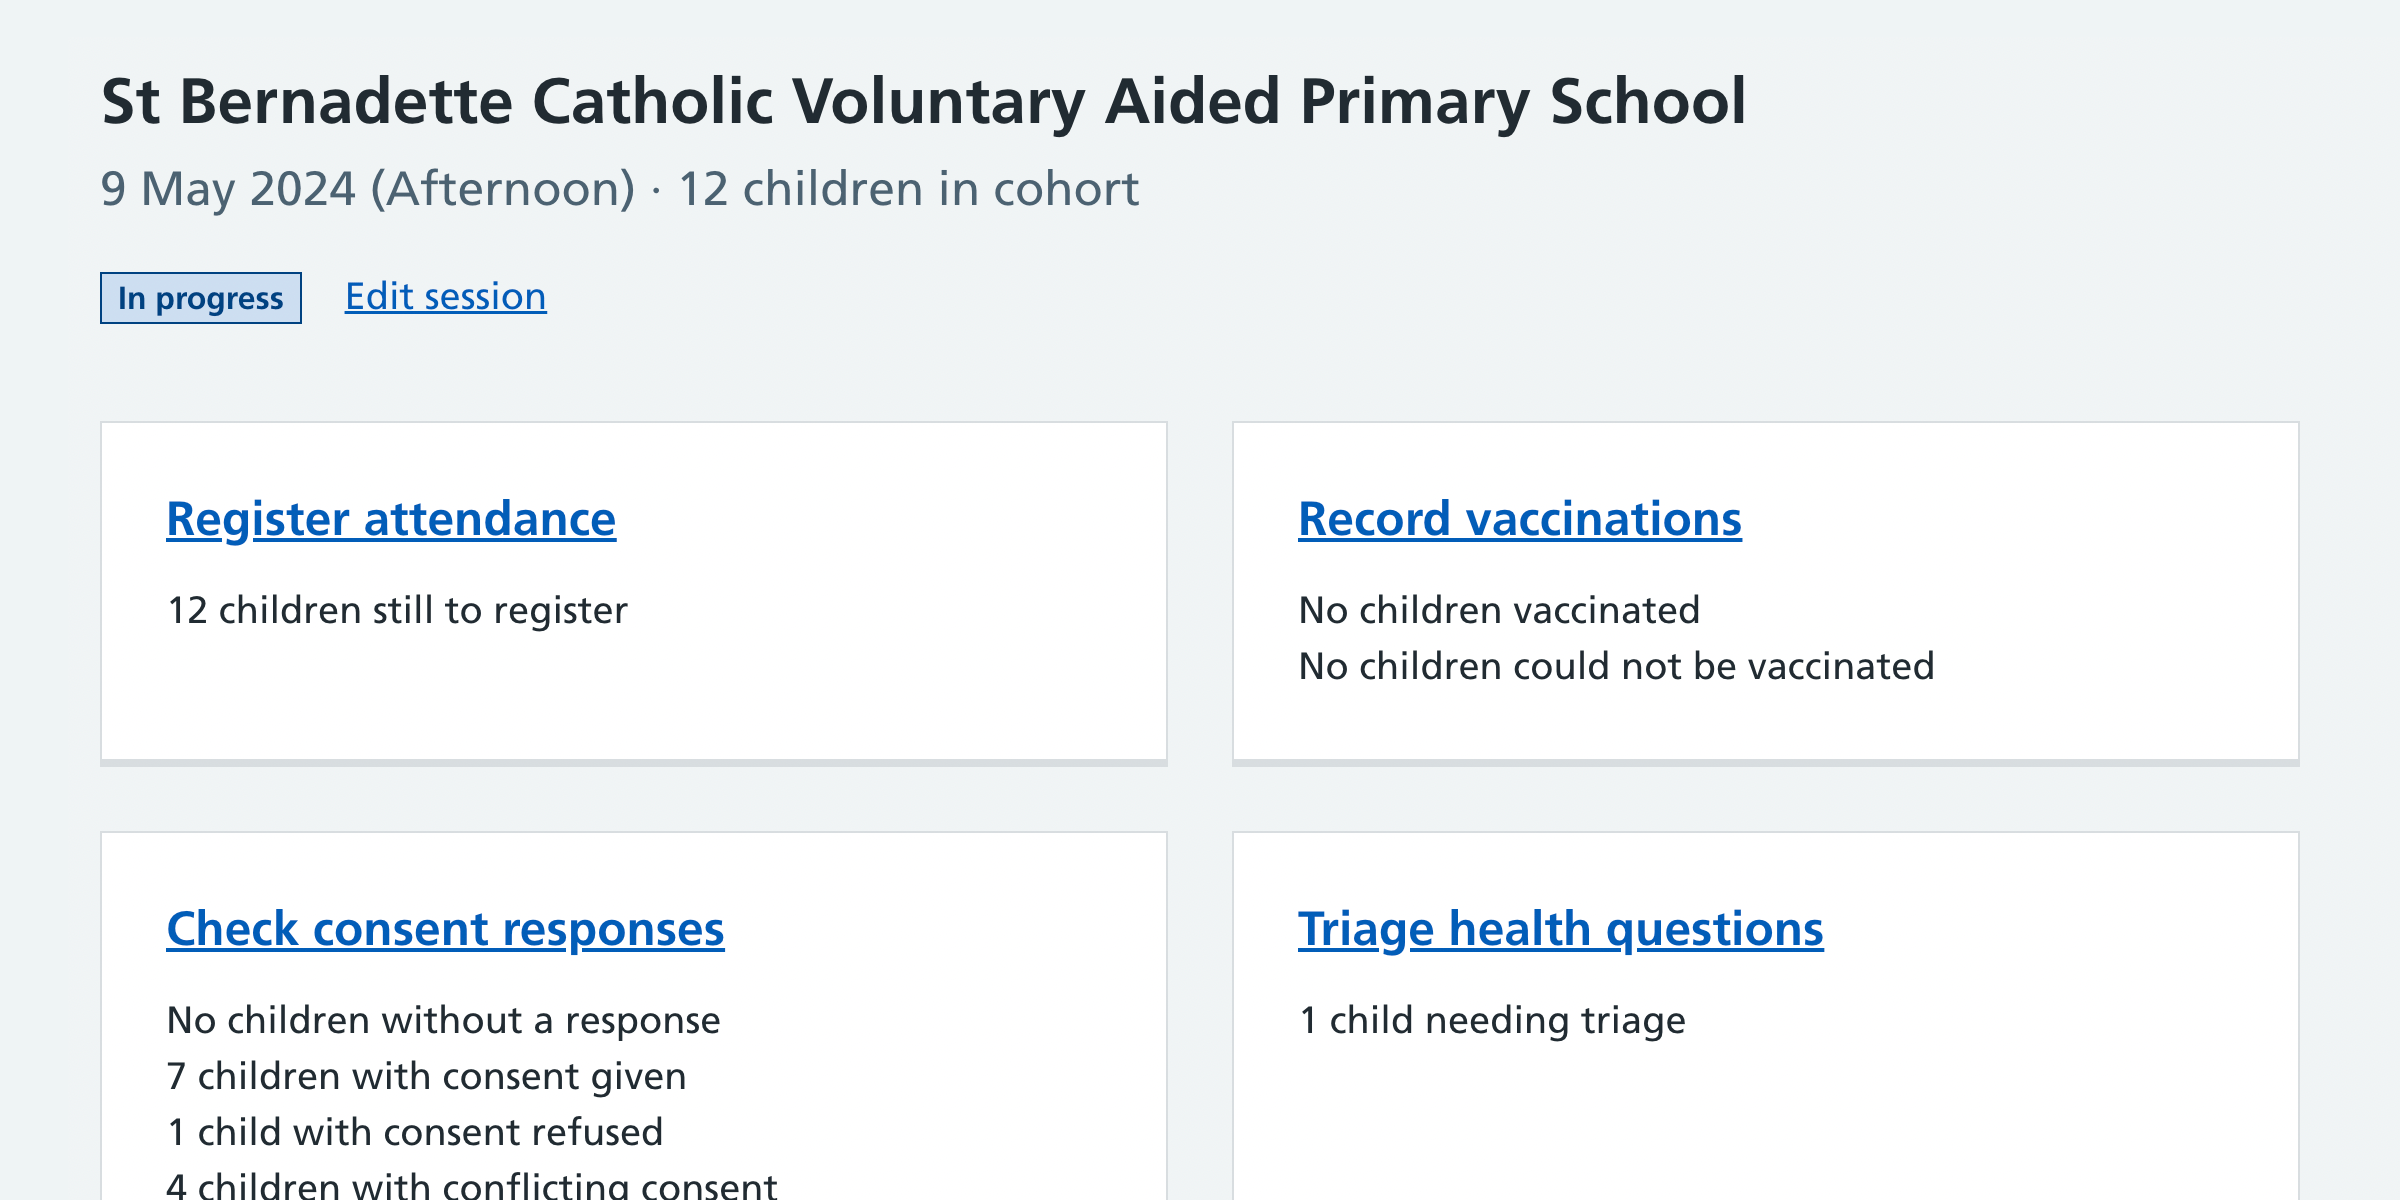 St Bernadette Catholic Voluntary Aided Primary School
9 May 2024 (Afternoon) · 12 children in cohort
In progress
Edit session
Register attendance
12 children still to register
Record vaccinations
No children vaccinated
No children could not be vaccinated
Check consent responses
No children without a response
7 children with consent given
1 child with consent refused
4 children with conflicting consent
Triage health questions
1 child needing triage